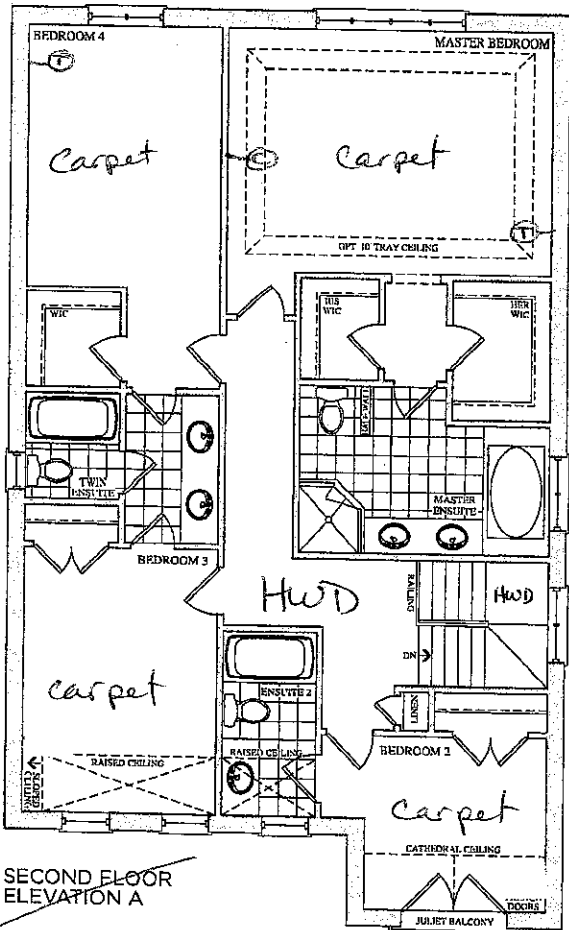 BEDROOM 4
MASTER BEDROOM
T
Carpet
C
Carpet
T
OPT 10 TRAY CEILING
WIC
HIS
WIC
HER
WIC
TWIN
ENSUITE
MASTER
ENSUITE
BEDROOM 3
HWD
RAILING
HWD
DN
carpet
ENSUITE 2
LINEN
RAISED CEILING
RAISED CEILING
BEDROOM 2
SLOPED
CEILING
Carpet
CATHEDRAL CEILING
DOORS
JULIET BALCONY
SECOND FLOOR
ELEVATION A